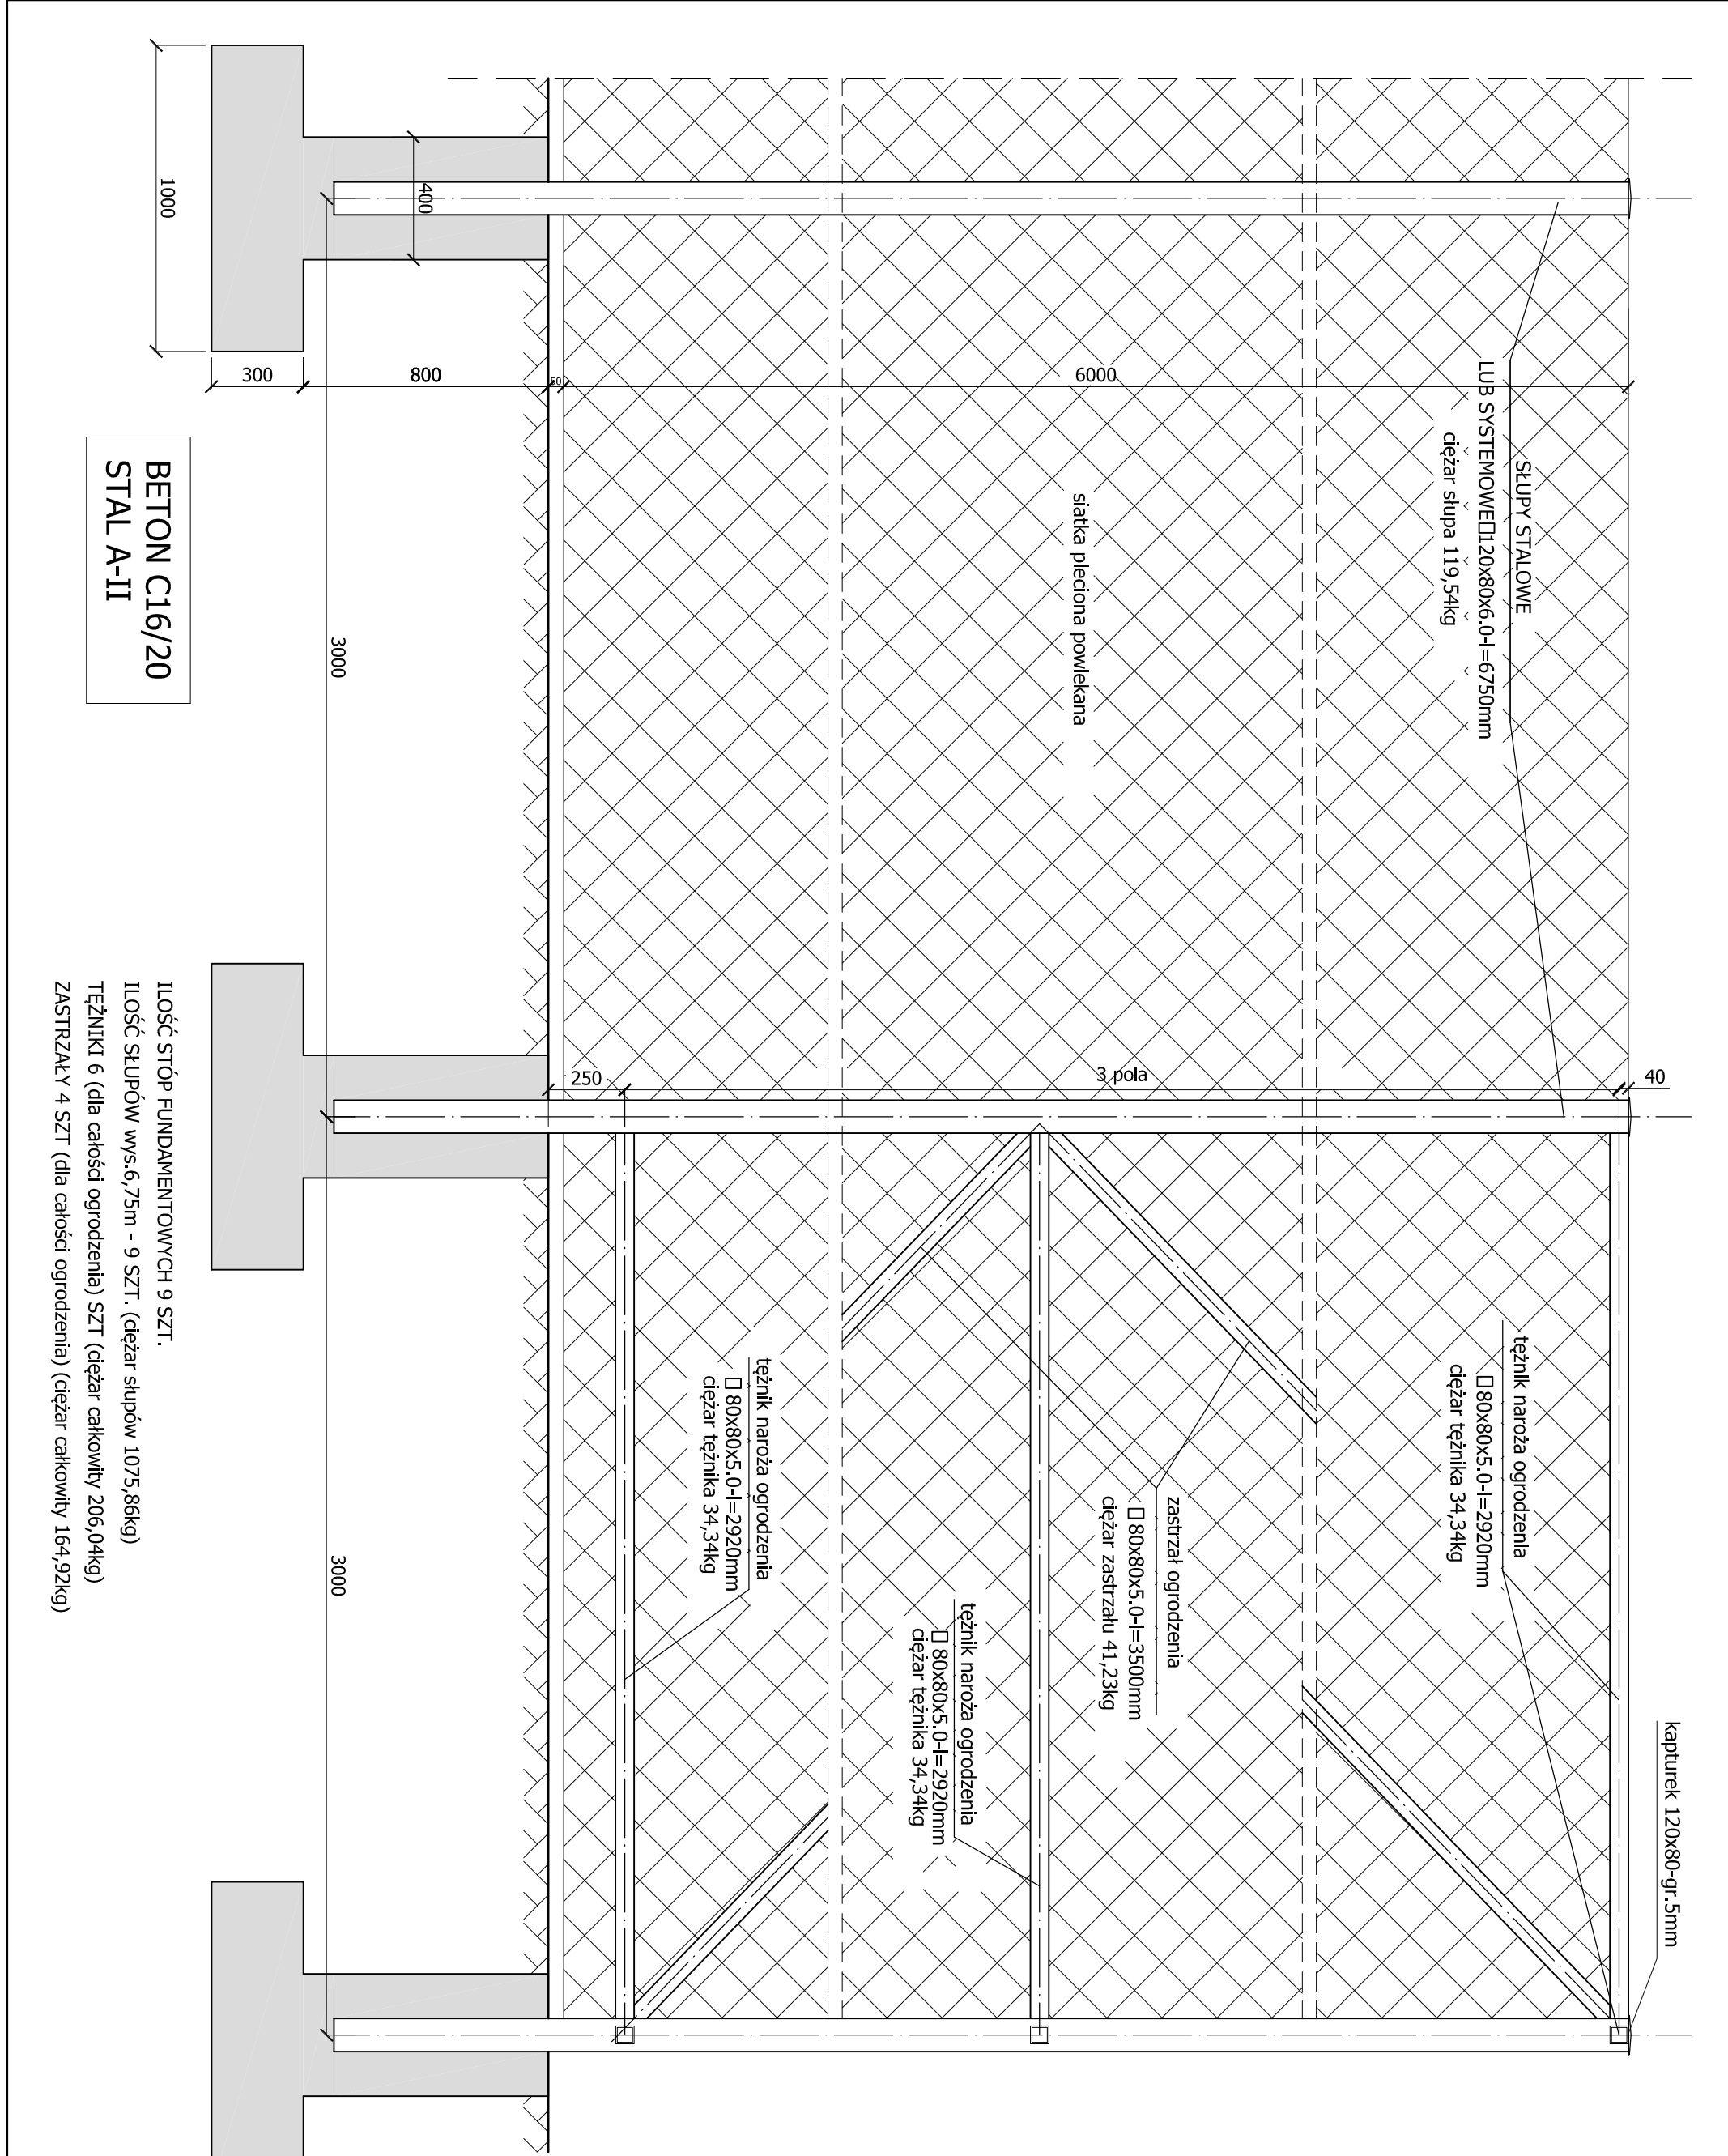 kapturek 120x80-gr.5mm
40
SŁUPY STALOWE
LUB SYSTEMOWE□120x80x6.0-l=6750mm
ciężar słupa 119,54kg
tężnik naroża ogrodzenia
□80x80x5.0-l=2920mm
ciężar tężnika 34,34kg
6000
siatka pleciona powlekana
3 pola
zastrzał ogrodzenia
□ 80x80x5.0-l=3500mm
ciężar zastrzału 41,23kg
tężnik naroża ogrodzenia
□ 80x80x5.0-l=2920mm
ciężar tężnika 34,34kg
tężnik naroża ogrodzenia
□ 80x80x5.0-l=2920mm
ciężar tężnika 34,34kg
50
250
800
400
300
3000
3000
1000
BETON C16/20
STAL A-II
ILOŚĆ STÓP FUNDAMENTOWYCH 9 SZT.
ILOŚĆ SŁUPÓW wys.6,75m - 9 SZT. (ciężar słupów 1075,86kg)
TĘŻNIKI 6 (dla całości ogrodzenia) SZT (ciężar całkowity 206,04kg)
ZASTRZAŁY 4 SZT (dla całości ogrodzenia) (ciężar całkowity 164,92kg)